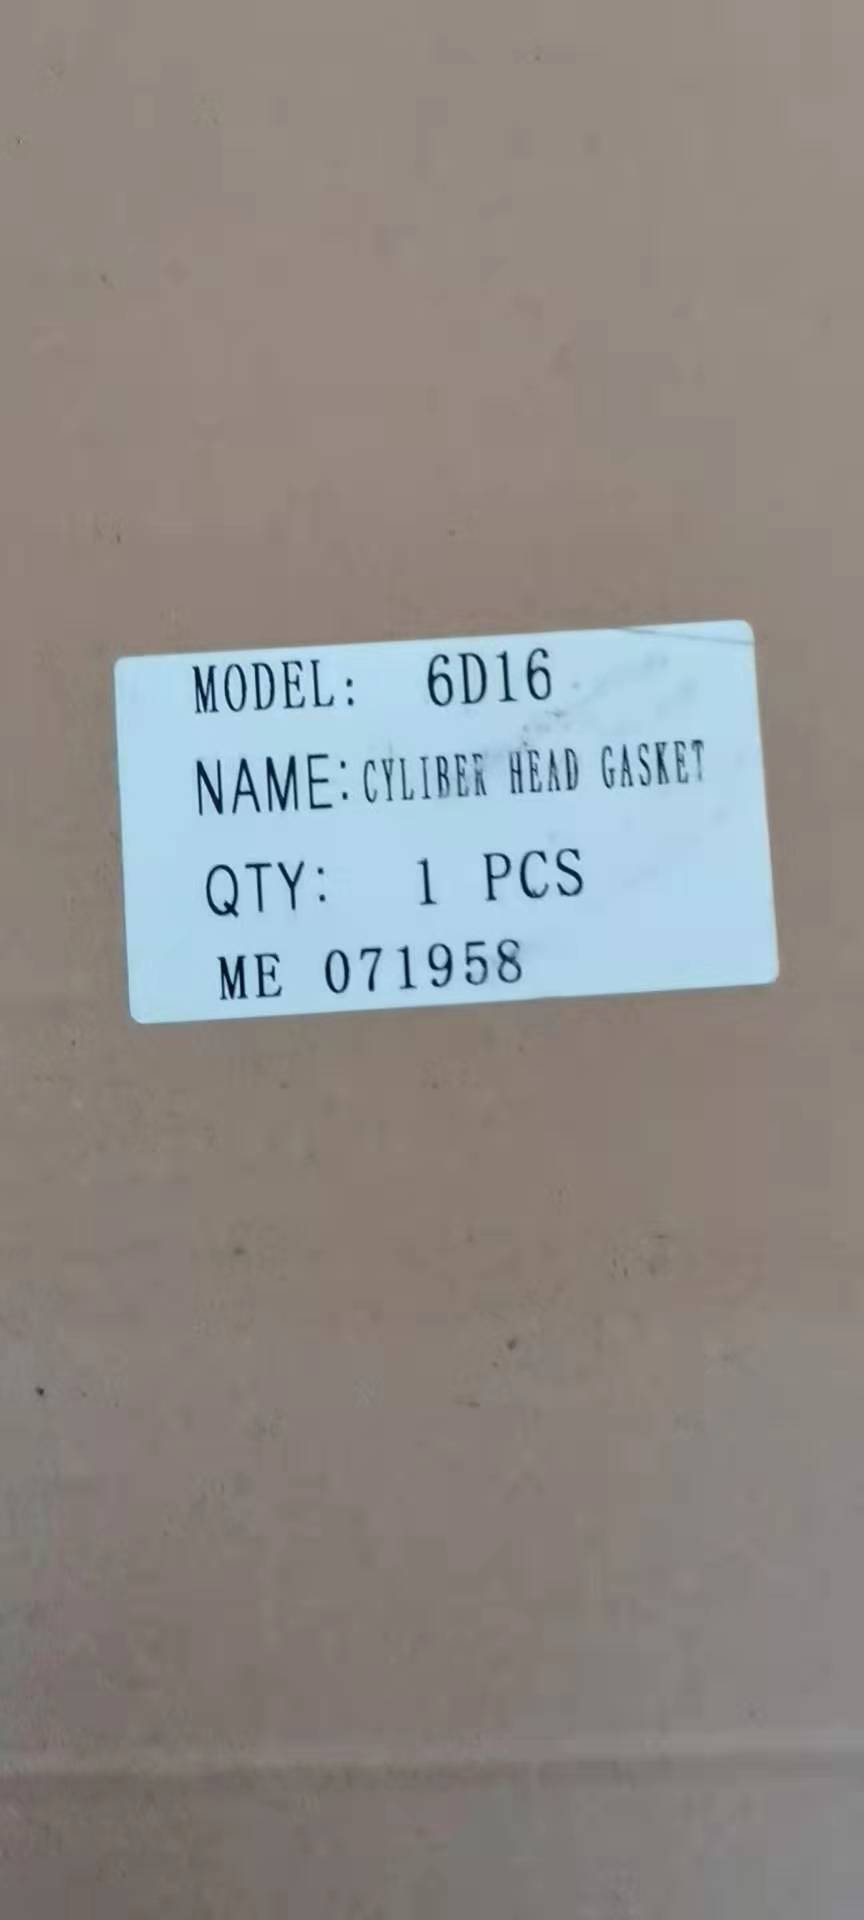 MODEL: 6D16
NAME:CYLIBER HEAD GASKET
QTY: 1 PCS
ME 071958